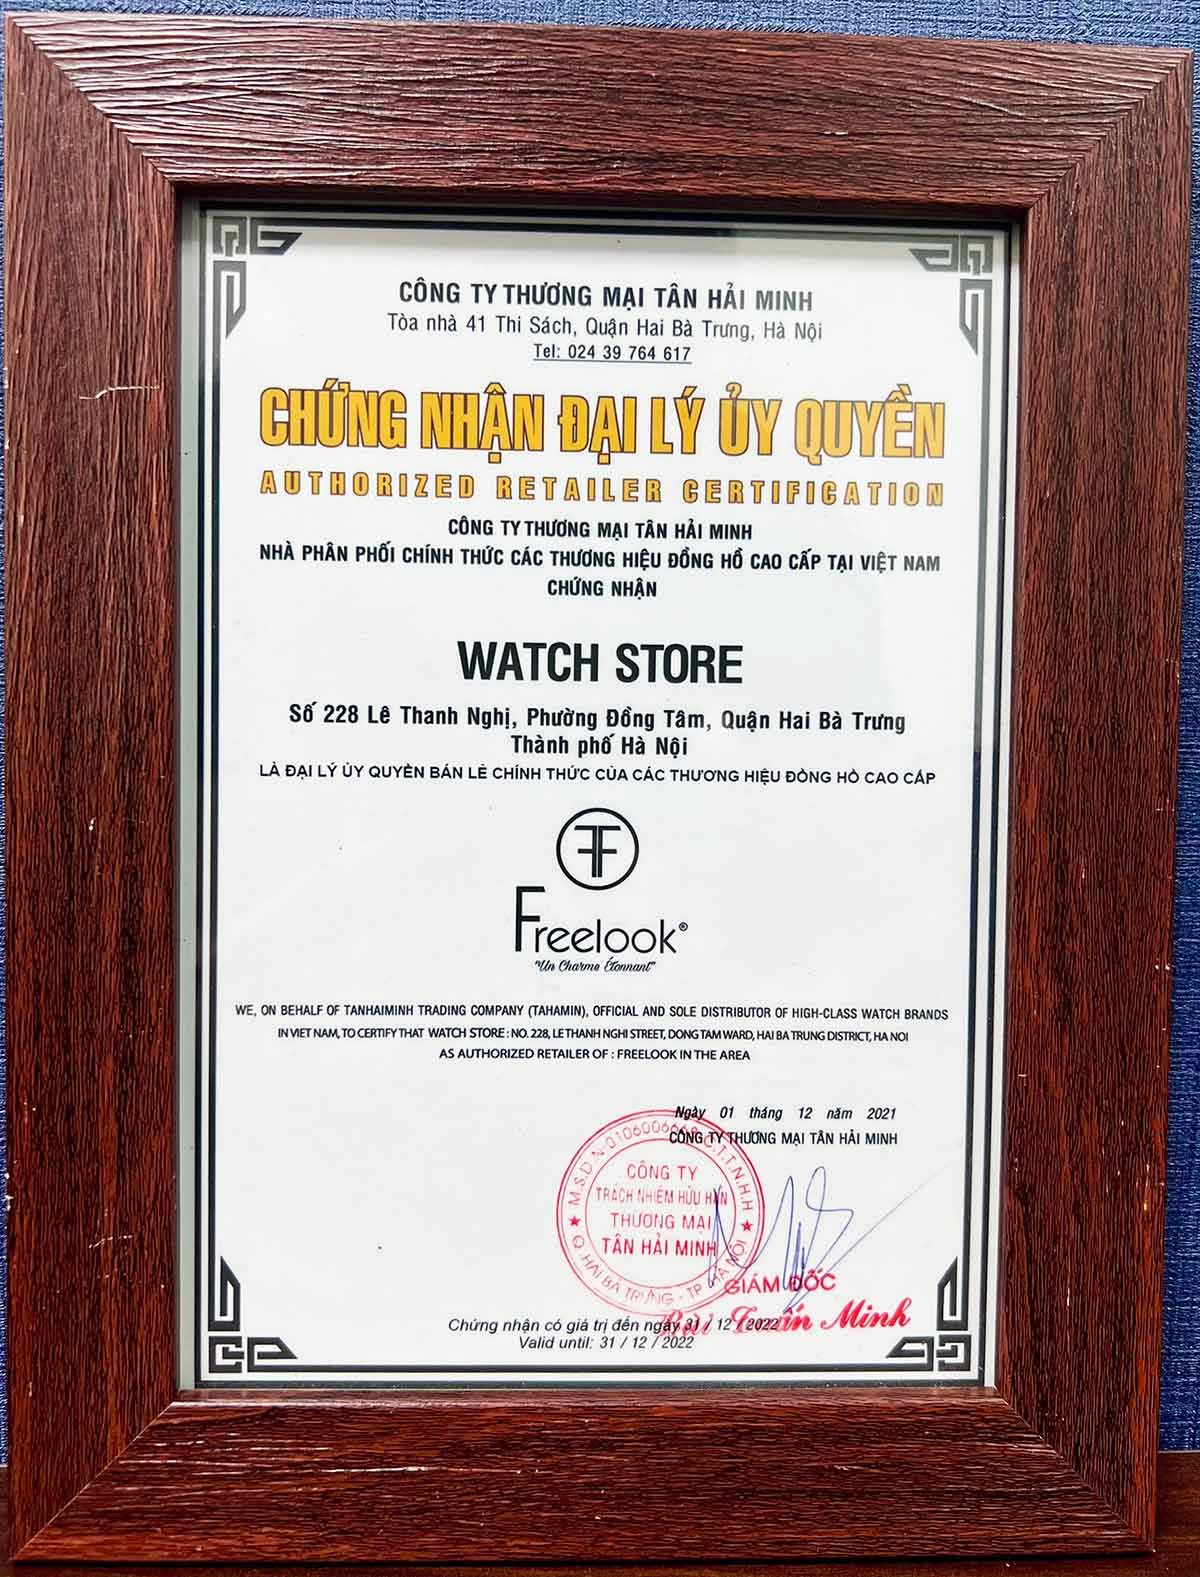 CÔNG TY THƯƠNG MẠI TÂN HẢI MINH
Tòa nhà 41 Thi Sách, Quận Hai Bà Trưng, Hà Nội
Tel: 024 39 764 617
CHỨNG NHẬN ĐẠI LÝ ỦY QUYỀN
AUTHORIZED RETAILER CERTIFICATION
CÔNG TY THƯƠNG MẠI TÂN HẢI MINH
NHÀ PHÂN PHỐI CHÍNH THỨC CÁC THƯƠNG HIỆU ĐỒNG HỒ CAO CẤP TẠI VIỆT NAM
CHỨNG NHẬN
WATCH STORE
Số 228 Lê Thanh Nghị, Phường Đồng Tâm, Quận Hai Bà Trưng
Thành phố Hà Nội
LÀ ĐẠI LÝ ỦY QUYỀN BÁN LẺ CHÍNH THỨC CỦA CÁC THƯƠNG HIỆU ĐỒNG HỒ CAO CẤP
Freelook®
"Un Charme Étonnant"
WE, ON BEHALF OF TANHAIMINH TRADING COMPANY (TAHAMIN), OFFICIAL AND SOLE DISTRIBUTOR OF HIGH-CLASS WATCH BRANDS
IN VIET NAM, TO CERTIFY THAT WATCH STORE : NO. 228, LE THANH NGHI STREET, DONG TAM WARD, HAI BA TRUNG DISTRICT, HA NOI
AS AUTHORIZED RETAILER OF : FREELOOK IN THE AREA
Ngày 01 tháng 12 năm 2021
CÔNG TY THƯƠNG MẠI TÂN HẢI MINH
M.S.D.N: C.T.T.N.H.H
CÔNG TY
TRÁCH NHIỆM HỮU HẠN
THƯƠNG MẠI
TÂN HẢI MINH
Q. HAI BÀ TRƯNG - TP HÀ NỘI
GIÁM ĐỐC
Bùi Tuấn Minh
Chứng nhận có giá trị đến ngày 31 / 12 / 2022
Valid until: 31 / 12 / 2022